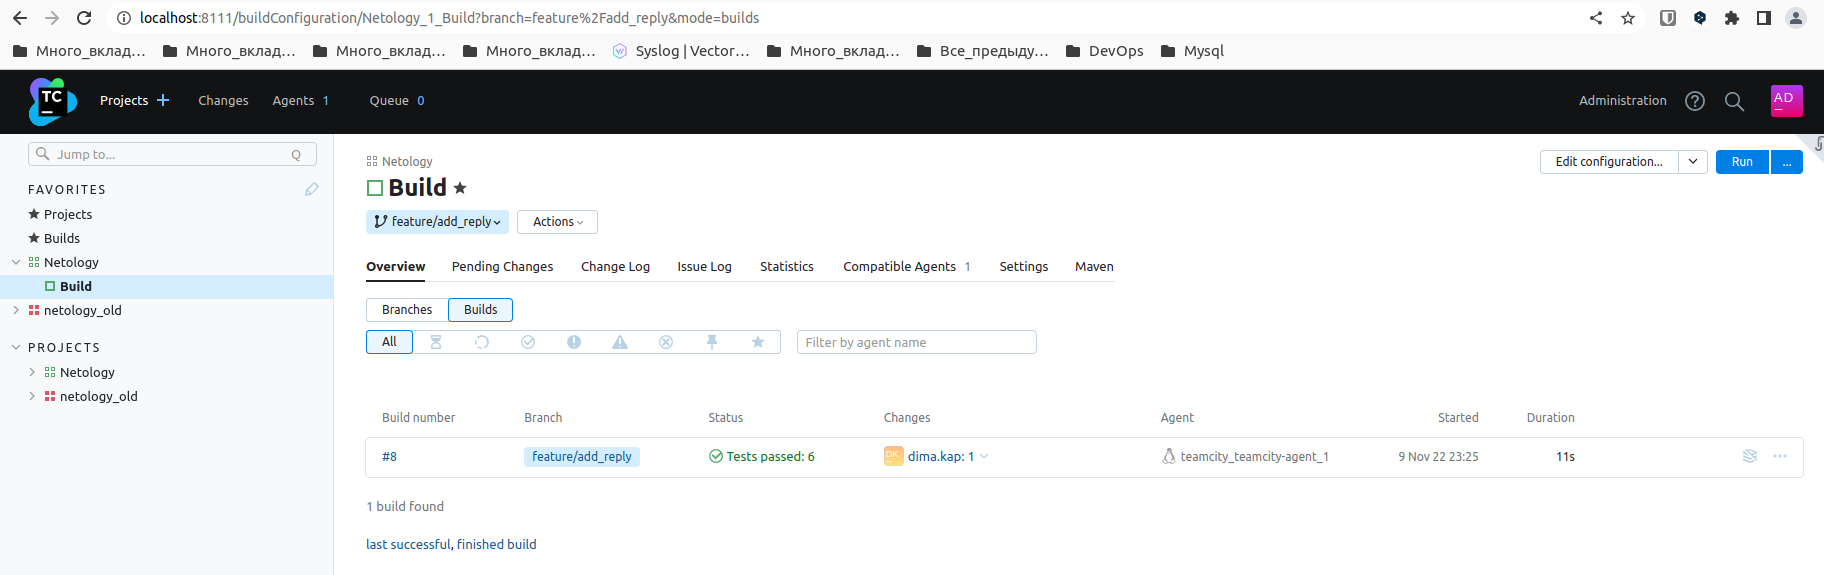 localhost:8111/buildConfiguration/Netology_1_Build?branch=feature%2Fadd_reply&mode=builds
Много_вклад... Много_вклад... Много_вклад... Много_вклад... Syslog | Vector... Много_вклад... Все_предыду... DevOps Mysql
TC Projects + Changes Agents 1 Queue 0 Administration ? AD
Jump to... Q
FAVORITES
Projects
Builds
Netology
Build
netology_old
PROJECTS
Netology
netology_old
Netology
Build
Edit configuration... Run ...
feature/add_reply Actions
Overview Pending Changes Change Log Issue Log Statistics Compatible Agents 1 Settings Maven
Branches Builds
All Filter by agent name
Build number Branch Status Changes Agent Started Duration
#8 feature/add_reply Tests passed: 6 DK dima.kap: 1 teamcity_teamcity-agent_1 9 Nov 22 23:25 11s
1 build found
last successful, finished build